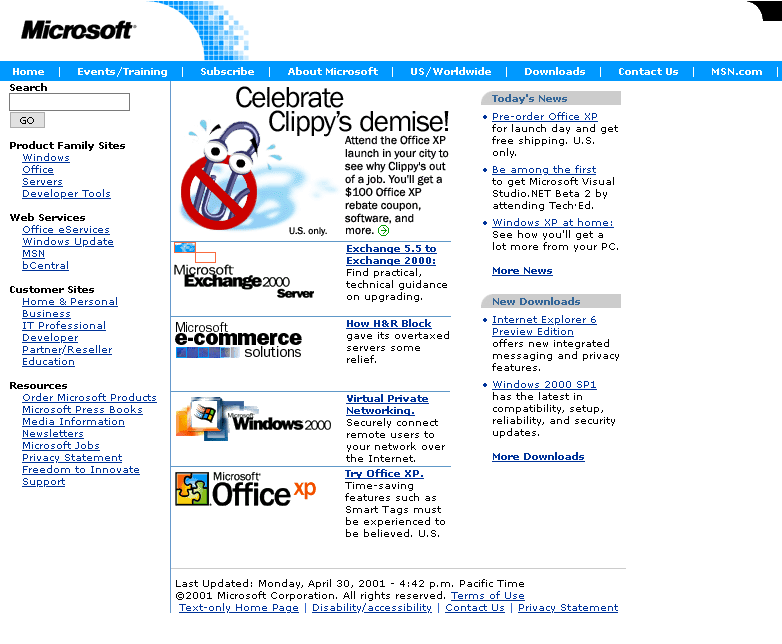 Microsoft
Home | Events/Training | Subscribe | About Microsoft | US/Worldwide | Downloads | Contact Us | MSN.com |
Search
GO
Product Family Sites
Windows
Office
Servers
Developer Tools
Web Services
Office eServices
Windows Update
MSN
bCentral
Customer Sites
Home & Personal
Business
IT Professional
Developer
Partner/Reseller
Education
Resources
Order Microsoft Products
Microsoft Press Books
Media Information
Newsletters
Microsoft Jobs
Privacy Statement
Freedom to Innovate
Support
Celebrate
Clippy's demise!
Attend the Office XP
launch in your city to
see why Clippy's out
of a job. You'll get a
$100 Office XP
rebate coupon,
software, and
more.
U.S. only.
Microsoft
Exchange 2000
Server
Exchange 5.5 to
Exchange 2000:
Find practical,
technical guidance
on upgrading.
Microsoft
e-commerce
solutions
How H&R Block
gave its overtaxed
servers some
relief.
Microsoft
Windows 2000
Virtual Private
Networking.
Securely connect
remote users to
your network over
the Internet.
Microsoft
Office xp
Try Office XP.
Time-saving
features such as
Smart Tags must
be experienced to
be believed. U.S.
Today's News
• Pre-order Office XP
for launch day and get
free shipping. U.S.
only.
• Be among the first
to get Microsoft Visual
Studio.NET Beta 2 by
attending Tech·Ed.
• Windows XP at home:
See how you'll get a
lot more from your PC.
More News
New Downloads
• Internet Explorer 6
Preview Edition
offers new integrated
messaging and privacy
features.
• Windows 2000 SP1
has the latest in
compatibility, setup,
reliability, and security
updates.
More Downloads
Last Updated: Monday, April 30, 2001 - 4:42 p.m. Pacific Time
©2001 Microsoft Corporation. All rights reserved. Terms of Use
Text-only Home Page | Disability/accessibility | Contact Us | Privacy Statement